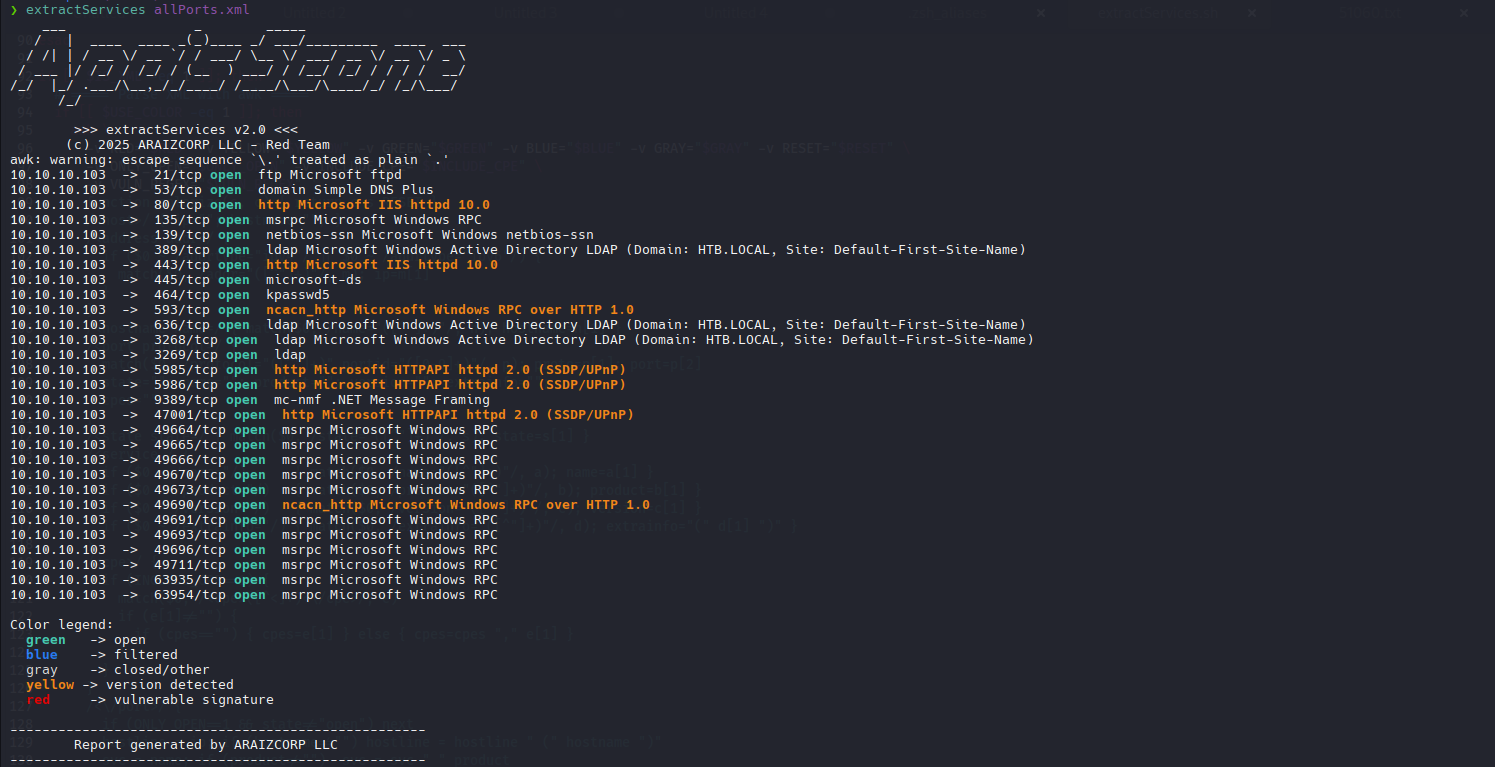 ❯ extractServices allPorts.xml
>>> extractServices v2.0 <<<
(c) 2025 ARAIZCORP LLC - Red Team
awk: warning: escape sequence `\.' treated as plain `.'
10.10.10.103 -> 21/tcp open ftp Microsoft ftpd
10.10.10.103 -> 53/tcp open domain Simple DNS Plus
10.10.10.103 -> 80/tcp open http Microsoft IIS httpd 10.0
10.10.10.103 -> 135/tcp open msrpc Microsoft Windows RPC
10.10.10.103 -> 139/tcp open netbios-ssn Microsoft Windows netbios-ssn
10.10.10.103 -> 389/tcp open ldap Microsoft Windows Active Directory LDAP (Domain: HTB.LOCAL, Site: Default-First-Site-Name)
10.10.10.103 -> 443/tcp open http Microsoft IIS httpd 10.0
10.10.10.103 -> 445/tcp open microsoft-ds
10.10.10.103 -> 464/tcp open kpasswd5
10.10.10.103 -> 593/tcp open ncacn_http Microsoft Windows RPC over HTTP 1.0
10.10.10.103 -> 636/tcp open ldap Microsoft Windows Active Directory LDAP (Domain: HTB.LOCAL, Site: Default-First-Site-Name)
10.10.10.103 -> 3268/tcp open ldap Microsoft Windows Active Directory LDAP (Domain: HTB.LOCAL, Site: Default-First-Site-Name)
10.10.10.103 -> 3269/tcp open ldap
10.10.10.103 -> 5985/tcp open http Microsoft HTTPAPI httpd 2.0 (SSDP/UPnP)
10.10.10.103 -> 5986/tcp open http Microsoft HTTPAPI httpd 2.0 (SSDP/UPnP)
10.10.10.103 -> 9389/tcp open mc-nmf .NET Message Framing
10.10.10.103 -> 47001/tcp open http Microsoft HTTPAPI httpd 2.0 (SSDP/UPnP)
10.10.10.103 -> 49664/tcp open msrpc Microsoft Windows RPC
10.10.10.103 -> 49665/tcp open msrpc Microsoft Windows RPC
10.10.10.103 -> 49666/tcp open msrpc Microsoft Windows RPC
10.10.10.103 -> 49670/tcp open msrpc Microsoft Windows RPC
10.10.10.103 -> 49673/tcp open msrpc Microsoft Windows RPC
10.10.10.103 -> 49690/tcp open ncacn_http Microsoft Windows RPC over HTTP 1.0
10.10.10.103 -> 49691/tcp open msrpc Microsoft Windows RPC
10.10.10.103 -> 49693/tcp open msrpc Microsoft Windows RPC
10.10.10.103 -> 49696/tcp open msrpc Microsoft Windows RPC
10.10.10.103 -> 49711/tcp open msrpc Microsoft Windows RPC
10.10.10.103 -> 63935/tcp open msrpc Microsoft Windows RPC
10.10.10.103 -> 63954/tcp open msrpc Microsoft Windows RPC
Color legend:
green -> open
blue -> filtered
gray -> closed/other
yellow -> version detected
red -> vulnerable signature
----------------------------------------------------
Report generated by ARAIZCORP LLC
----------------------------------------------------